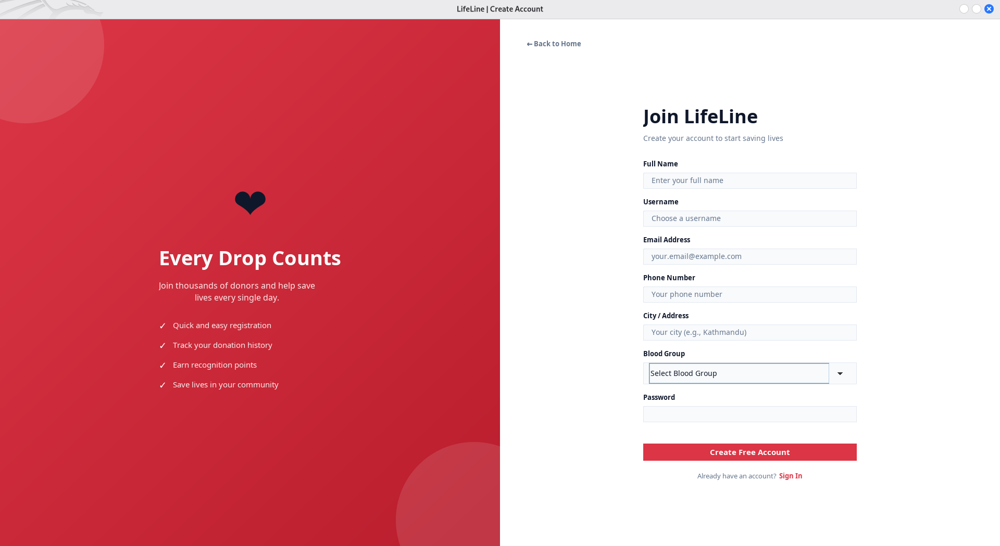 LifeLine | Create Account
❤
Every Drop Counts
Join thousands of donors and help save
lives every single day.
✓ Quick and easy registration
✓ Track your donation history
✓ Earn recognition points
✓ Save lives in your community
← Back to Home
Join LifeLine
Create your account to start saving lives
Full Name
Enter your full name
Username
Choose a username
Email Address
your.email@example.com
Phone Number
Your phone number
City / Address
Your city (e.g., Kathmandu)
Blood Group
Select Blood Group
Password
Create Free Account
Already have an account? Sign In